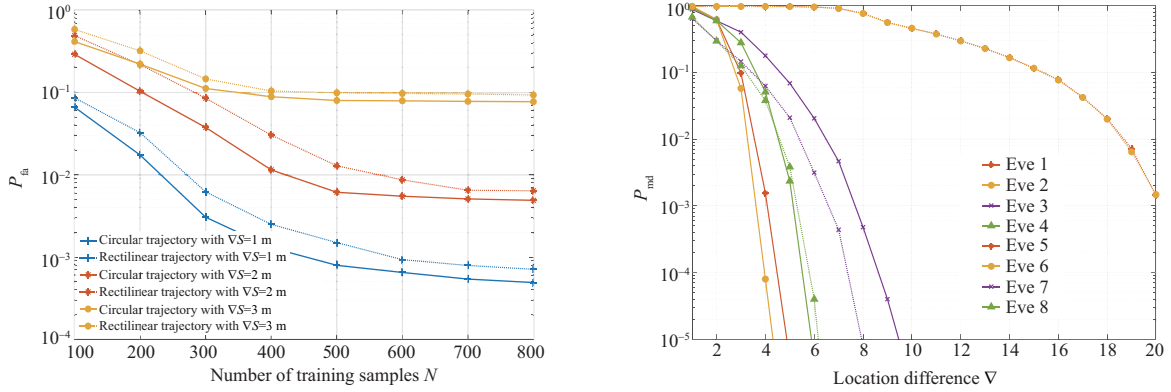 10⁰
10⁻¹
10⁻²
10⁻³
10⁻⁴
P_fa
Circular trajectory with ∇S=1 m
Rectilinear trajectory with ∇S=1 m
Circular trajectory with ∇S=2 m
Rectilinear trajectory with ∇S=2 m
Circular trajectory with ∇S=3 m
Rectilinear trajectory with ∇S=3 m
100 200 300 400 500 600 700 800
Number of training samples N
10⁰
10⁻¹
10⁻²
10⁻³
10⁻⁴
10⁻⁵
P_md
Eve 1
Eve 2
Eve 3
Eve 4
Eve 5
Eve 6
Eve 7
Eve 8
2 4 6 8 10 12 14 16 18 20
Location difference ∇